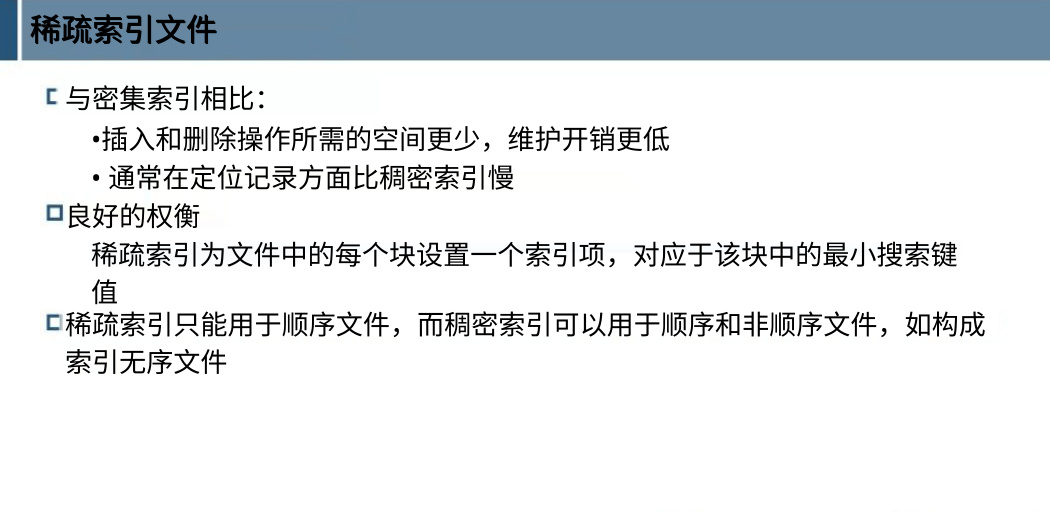 稀疏索引文件
与密集索引相比：
•插入和删除操作所需的空间更少，维护开销更低
• 通常在定位记录方面比稠密索引慢
良好的权衡
稀疏索引为文件中的每个块设置一个索引项，对应于该块中的最小搜索键
值
稀疏索引只能用于顺序文件，而稠密索引可以用于顺序和非顺序文件，如构成
索引无序文件